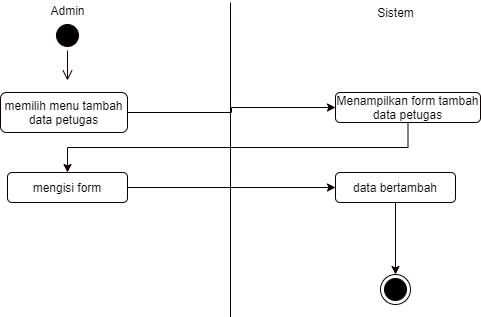 Admin
Sistem
memilih menu tambah
data petugas
Menampilkan form tambah
data petugas
mengisi form
data bertambah